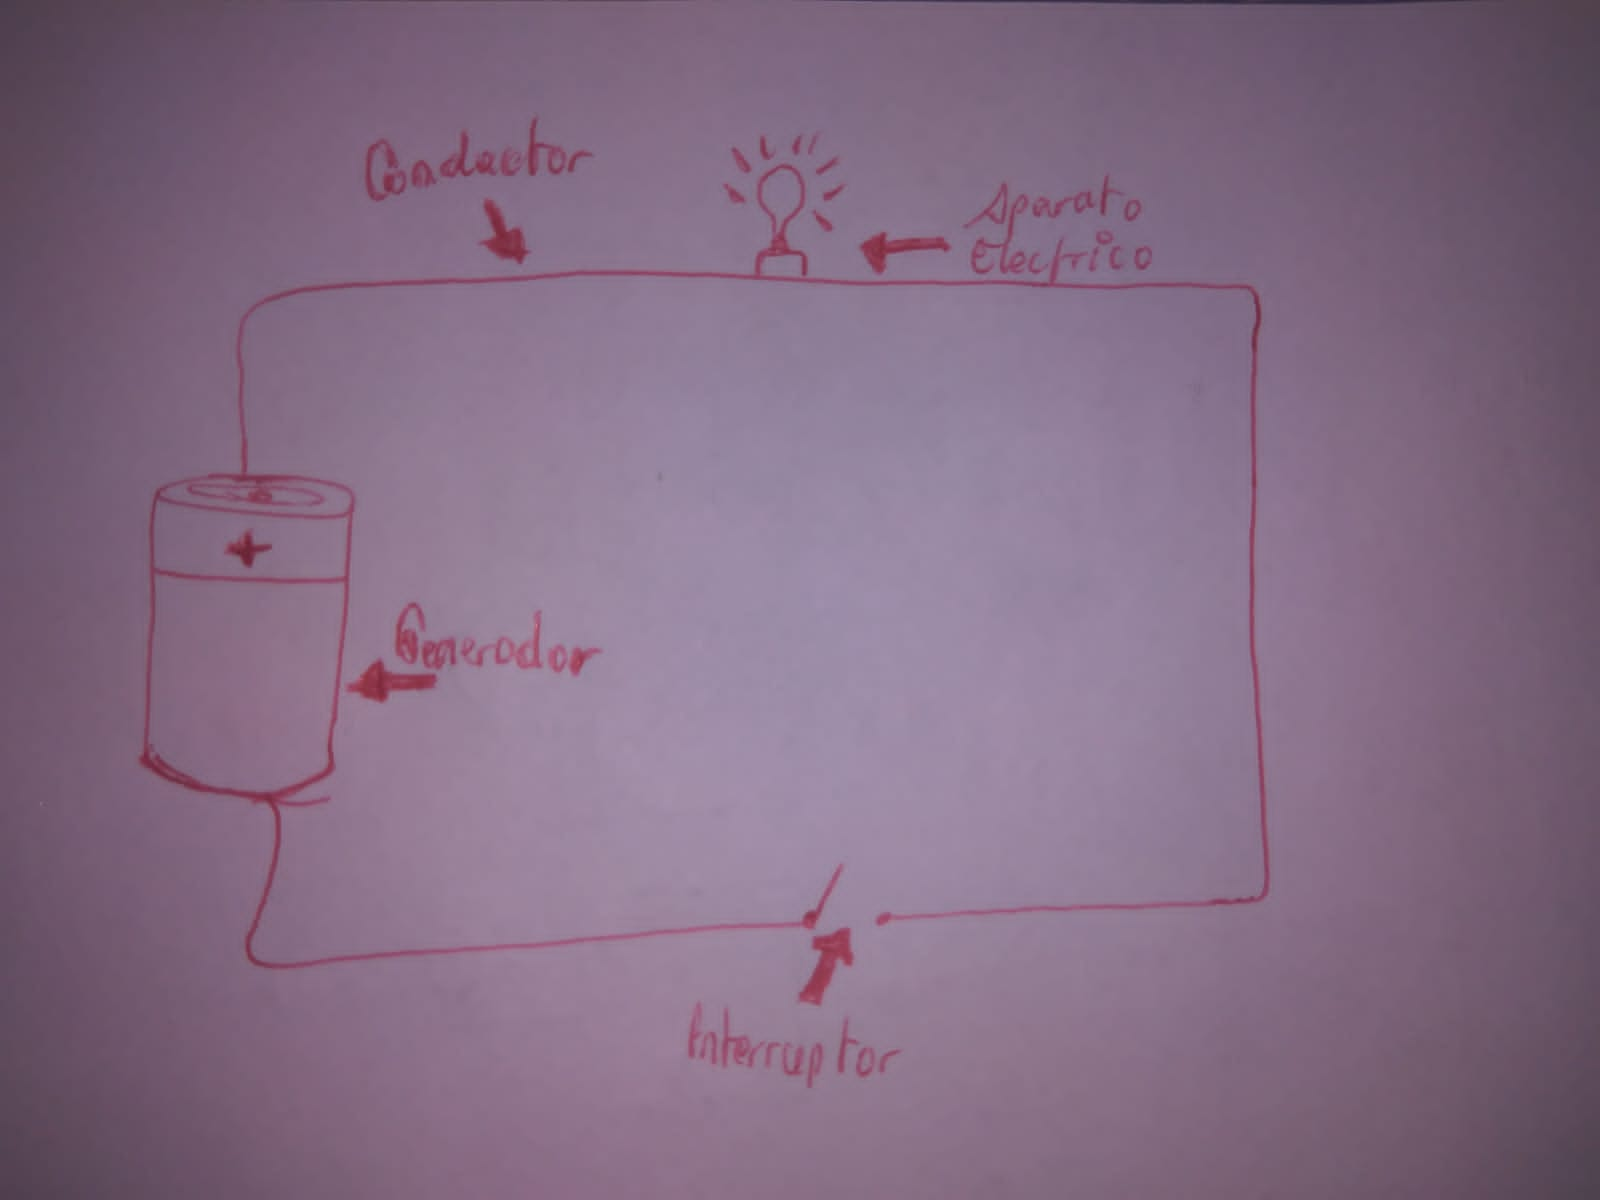 Conductor
Aparato
Electrico
+
Generador
Interruptor